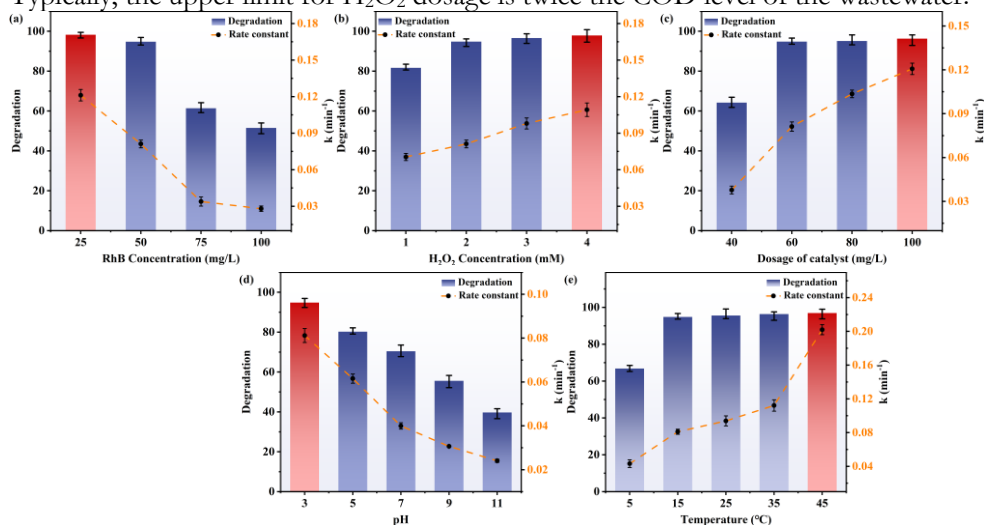 Typically, the upper limit for H₂O₂ dosage is twice the COD level of the wastewater.
(a)
Degradation
Rate constant
100
80
60
40
20
0
Degradation
0.18
0.15
0.12
0.09
0.06
0.03
k (min⁻¹)
25 50 75 100
RhB Concentration (mg/L)
(b)
Degradation
Rate constant
100
80
60
40
20
0
Degradation
0.18
0.15
0.12
0.09
0.06
0.03
k (min⁻¹)
1 2 3 4
H₂O₂ Concentration (mM)
(c)
Degradation
Rate constant
100
80
60
40
20
0
Degradation
0.15
0.12
0.09
0.06
0.03
k (min⁻¹)
40 60 80 100
Dosage of catalyst (mg/L)
(d)
Degradation
Rate constant
100
80
60
40
20
0
Degradation
0.10
0.08
0.06
0.04
0.02
k (min⁻¹)
3 5 7 9 11
pH
(e)
Degradation
Rate constant
100
80
60
40
20
0
Degradation
0.24
0.20
0.16
0.12
0.08
0.04
k (min⁻¹)
5 15 25 35 45
Temperature (°C)